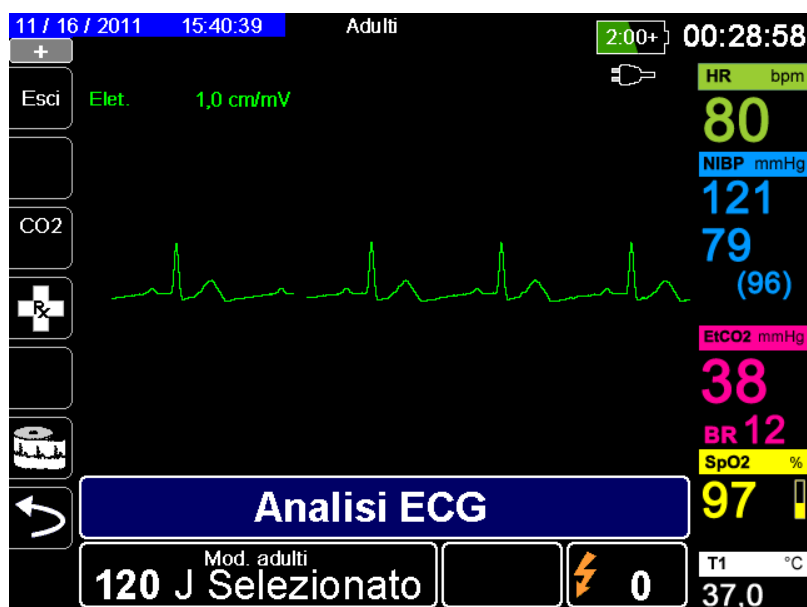 11 / 16 / 2011 15:40:39 Adulti 2:00+ 00:28:58
+
Esci Elet. 1,0 cm/mV
HR bpm
80
NIBP mmHg
121
79
(96)
CO2
Rx
EtCO2 mmHg
38
BR 12
SpO2 %
97
Analisi ECG
Mod. adulti
120 J Selezionato
0
T1 °C
37,0